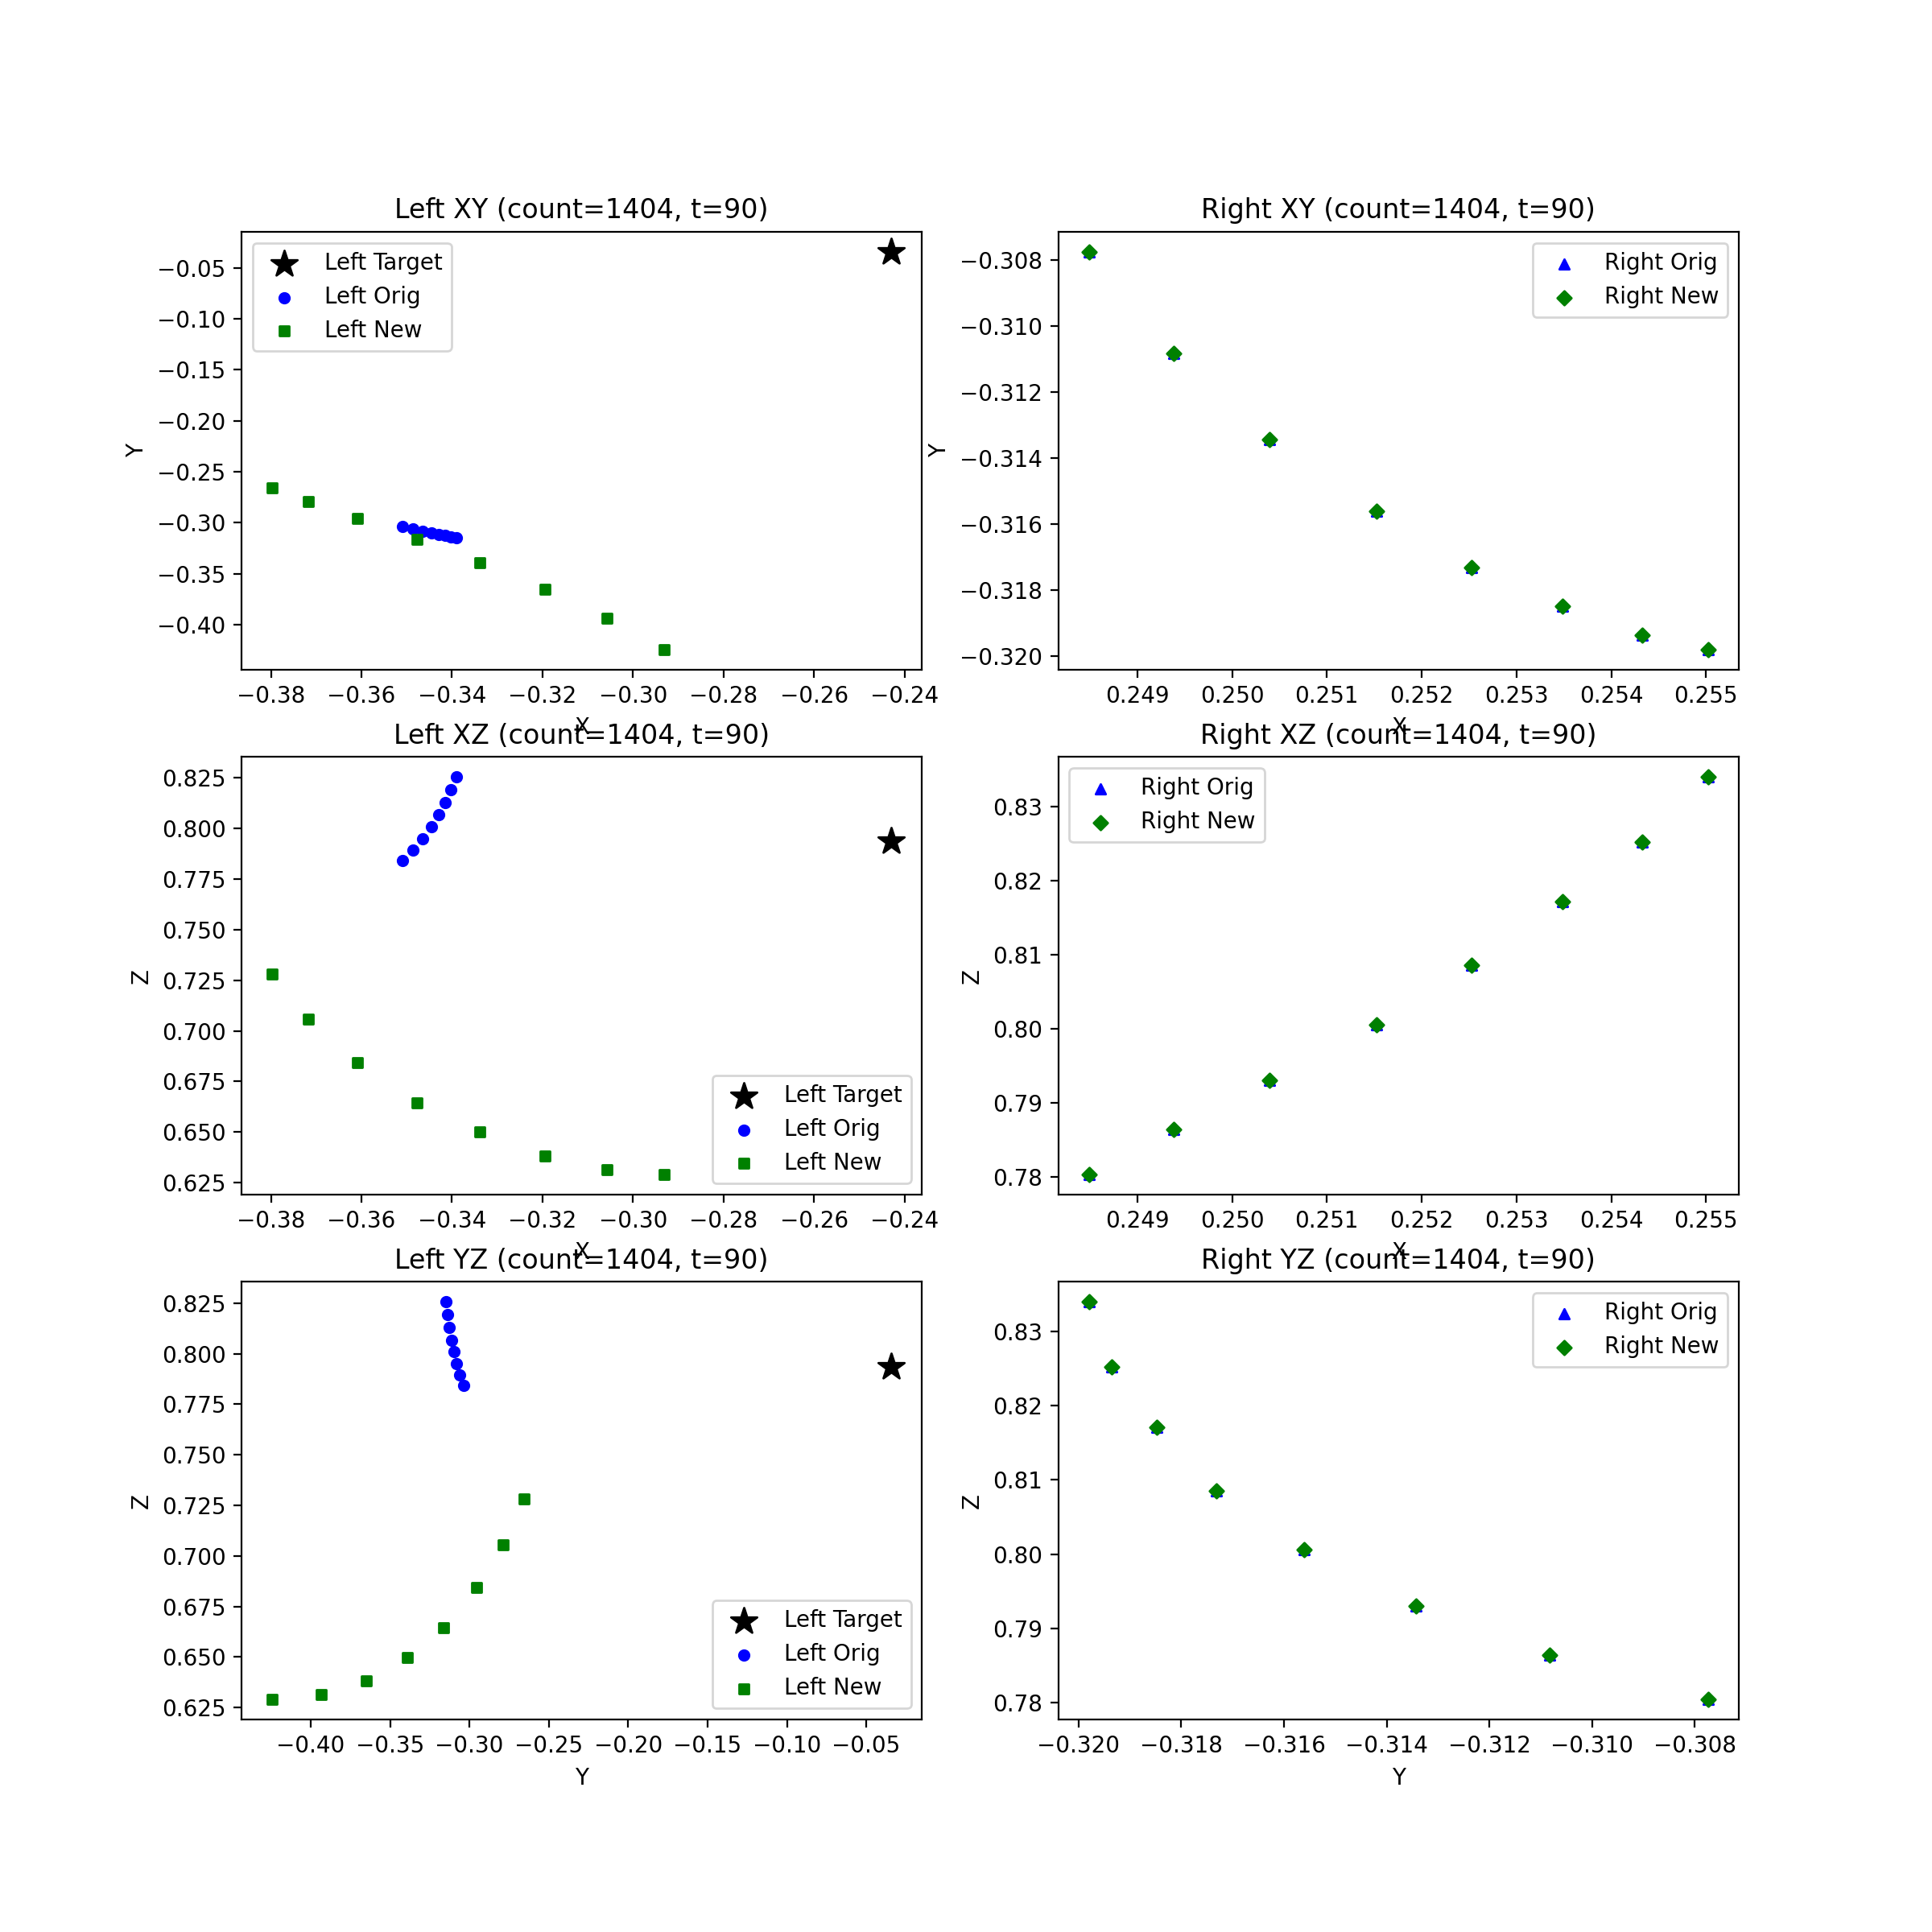 Left XY (count=1404, t=90)
Left Target
Left Orig
Left New
−0.05
−0.10
−0.15
−0.20
−0.25
−0.30
−0.35
−0.40
Y
−0.38 −0.36 −0.34 −0.32 −0.30 −0.28 −0.26 −0.24
X
Right XY (count=1404, t=90)
Right Orig
Right New
−0.308
−0.310
−0.312
−0.314
−0.316
−0.318
−0.320
Y
0.249 0.250 0.251 0.252 0.253 0.254 0.255
X
Left XZ (count=1404, t=90)
0.825
0.800
0.775
0.750
0.725
0.700
0.675
0.650
0.625
Z
Left Target
Left Orig
Left New
−0.38 −0.36 −0.34 −0.32 −0.30 −0.28 −0.26 −0.24
X
Right XZ (count=1404, t=90)
Right Orig
Right New
0.83
0.82
0.81
0.80
0.79
0.78
Z
0.249 0.250 0.251 0.252 0.253 0.254 0.255
X
Left YZ (count=1404, t=90)
0.825
0.800
0.775
0.750
0.725
0.700
0.675
0.650
0.625
Z
Left Target
Left Orig
Left New
−0.40 −0.35 −0.30 −0.25 −0.20 −0.15 −0.10 −0.05
Y
Right YZ (count=1404, t=90)
Right Orig
Right New
0.83
0.82
0.81
0.80
0.79
0.78
Z
−0.320 −0.318 −0.316 −0.314 −0.312 −0.310 −0.308
Y